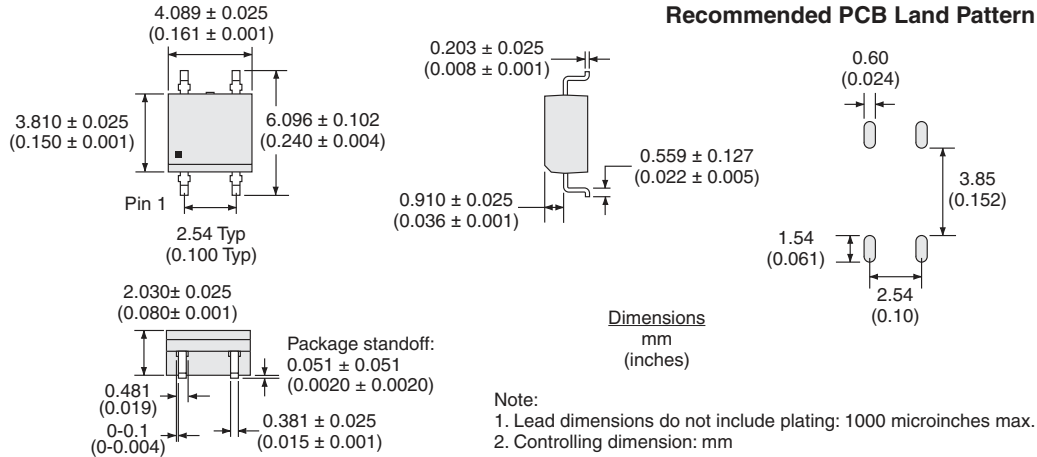 Recommended PCB Land Pattern
4.089 ± 0.025
(0.161 ± 0.001)
3.810 ± 0.025
(0.150 ± 0.001)
6.096 ± 0.102
(0.240 ± 0.004)
Pin 1
2.54 Typ
(0.100 Typ)
0.203 ± 0.025
(0.008 ± 0.001)
0.559 ± 0.127
(0.022 ± 0.005)
0.910 ± 0.025
(0.036 ± 0.001)
0.60
(0.024)
3.85
(0.152)
1.54
(0.061)
2.54
(0.10)
2.030± 0.025
(0.080± 0.001)
Package standoff:
0.051 ± 0.051
(0.0020 ± 0.0020)
0.481
(0.019)
0-0.1
(0-0.004)
0.381 ± 0.025
(0.015 ± 0.001)
Dimensions
mm
(inches)
Note:
1. Lead dimensions do not include plating: 1000 microinches max.
2. Controlling dimension: mm